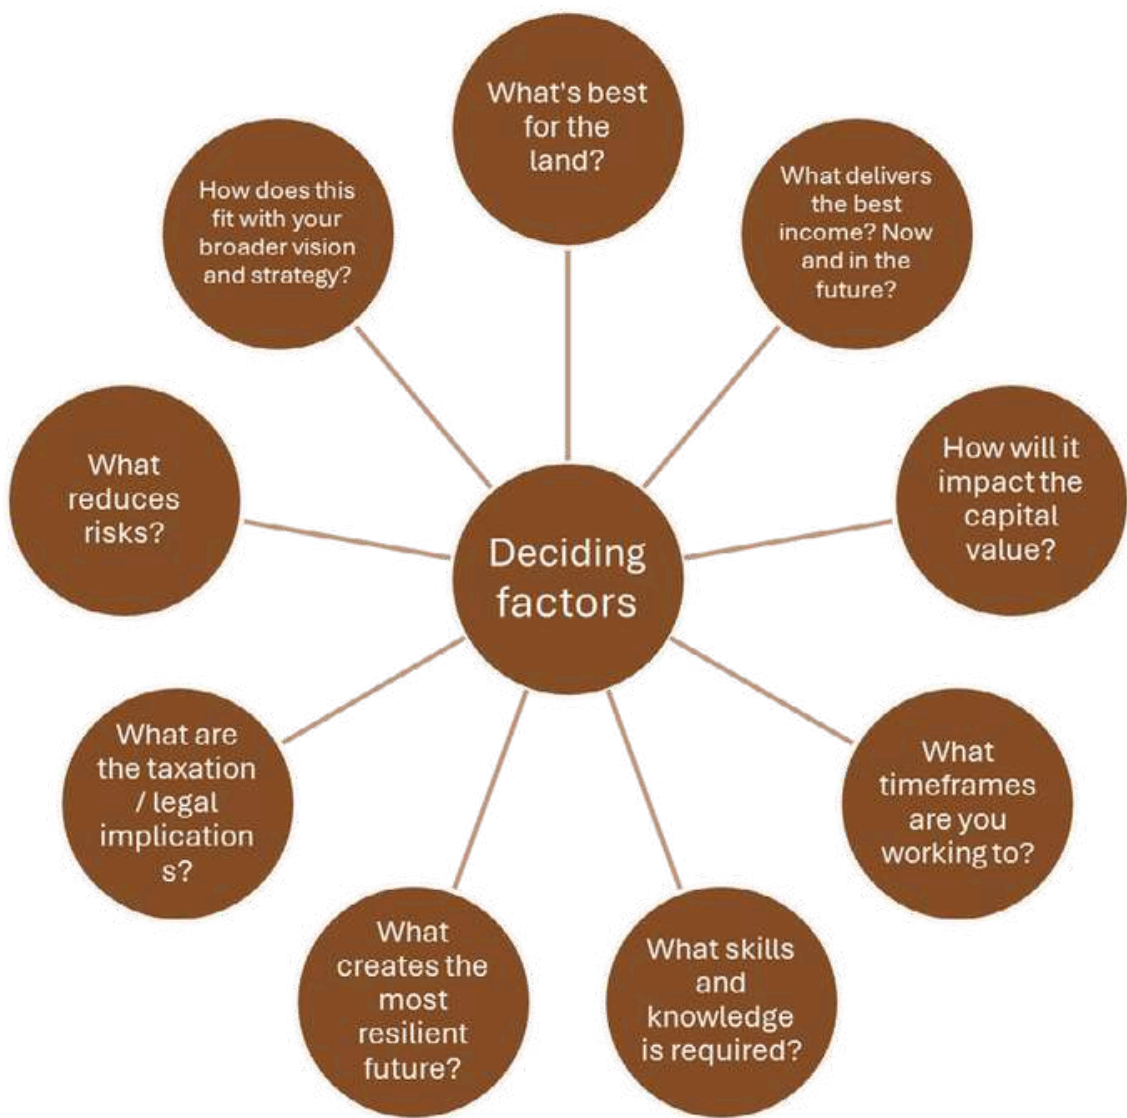 What's best
for the
land?
What delivers
the best
income? Now
and in the
future?
How will it
impact the
capital
value?
What
timeframes
are you
working to?
What skills
and
knowledge
is required?
What
creates the
most
resilient
future?
What are
the taxation
/ legal
implication
s?
What
reduces
risks?
How does this
fit with your
broader vision
and strategy?
Deciding
factors